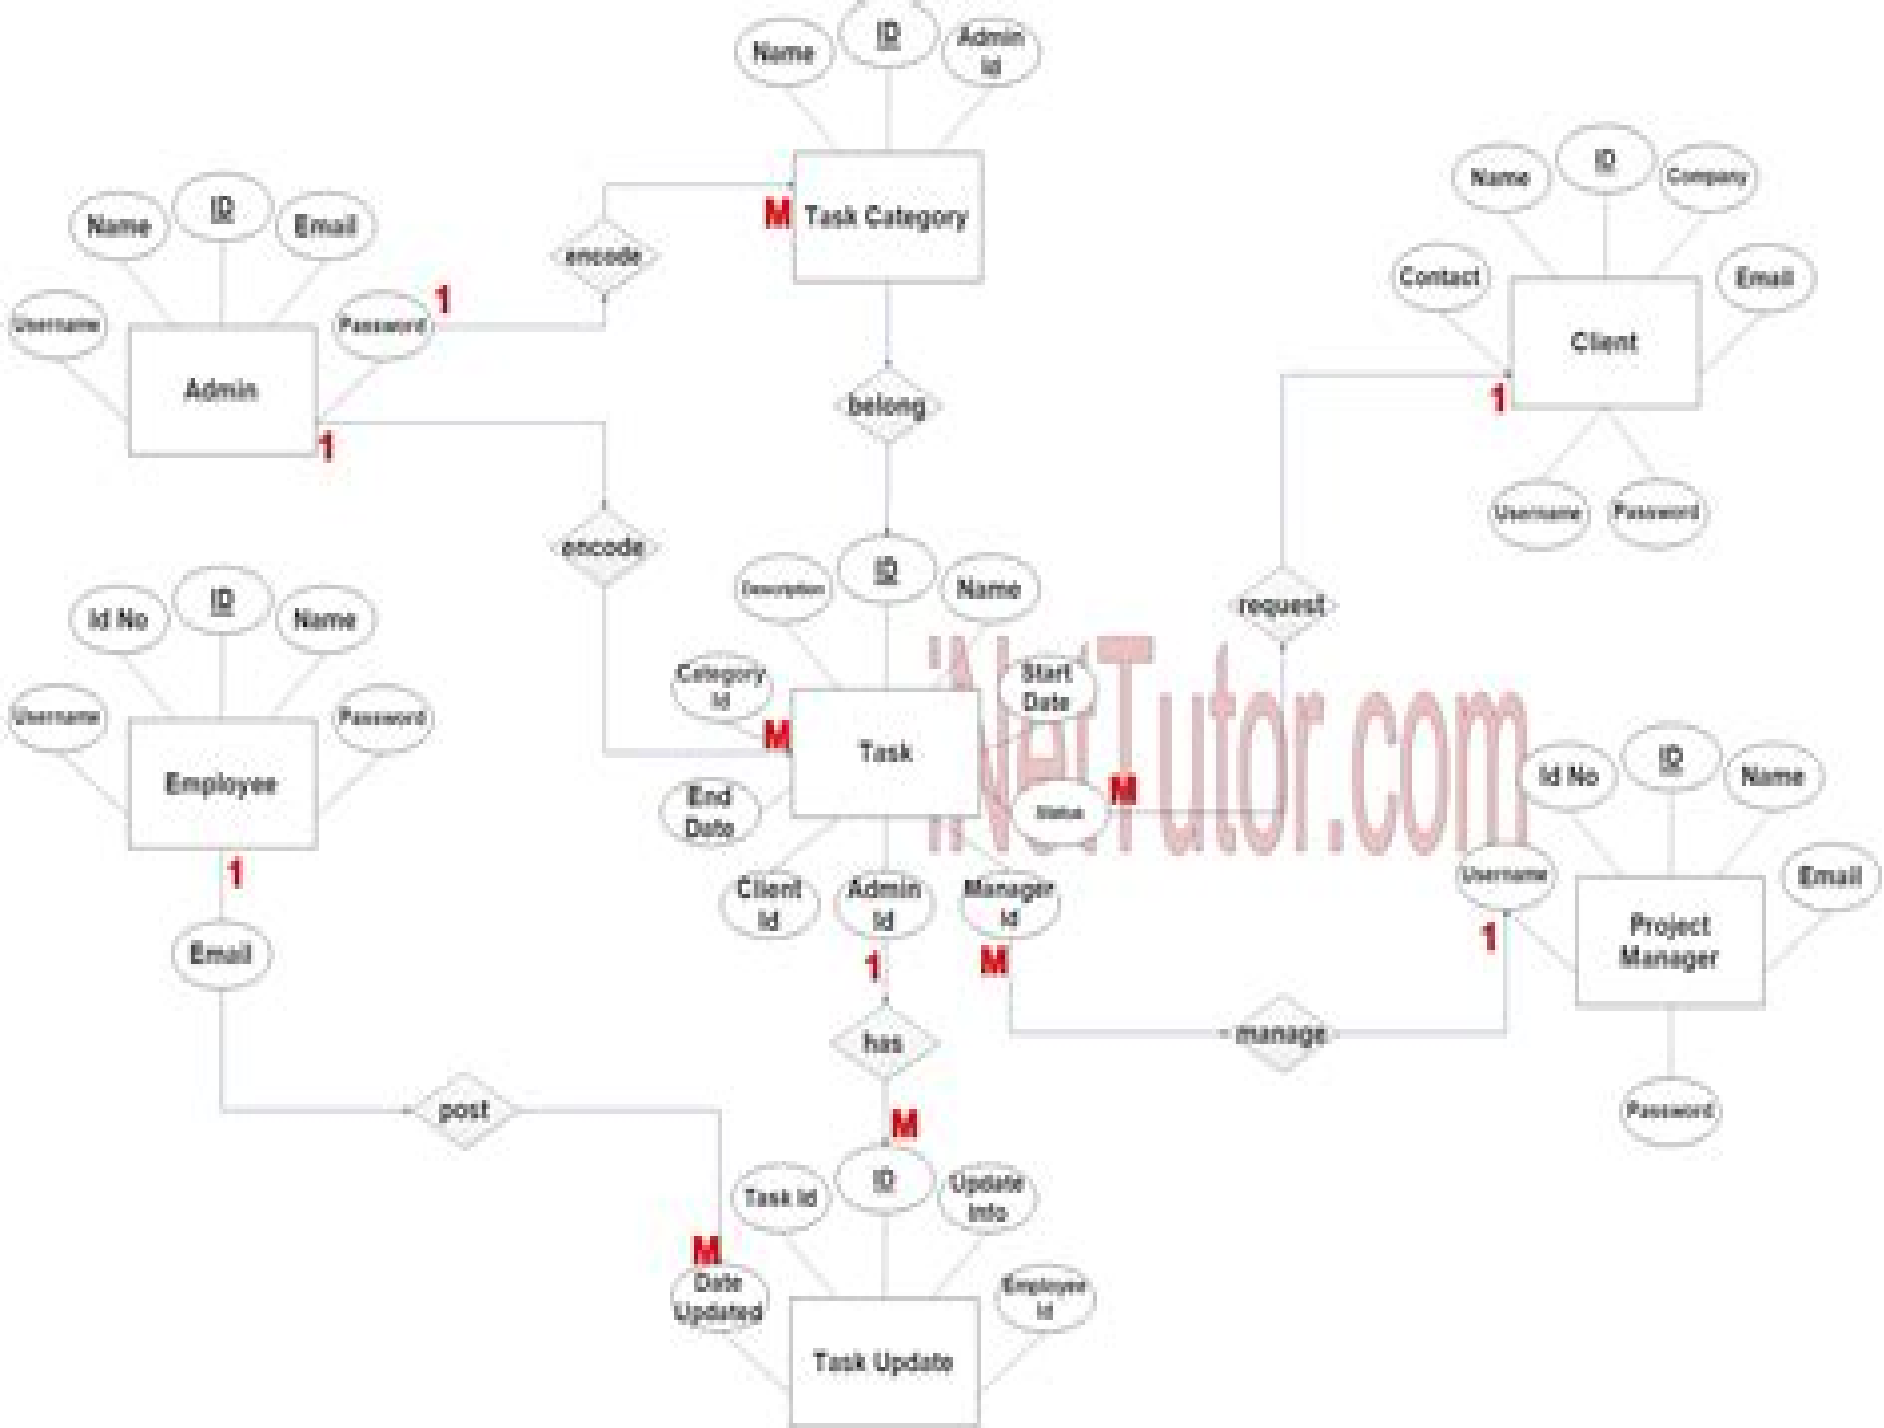 ID
Name
Admin
Id
Task Category
M
encode
Name
ID
Email
Username
Password
1
Admin
1
Name
ID
Company
Contact
Email
Client
1
Username
Password
belong
encode
request
Id No
ID
Name
Username
Password
Employee
1
Email
Description
ID
Name
Category
Id
Start
Date
M
Task
End
Date
Status
M
Client
Id
Admin
Id
Manager
Id
1
M
iNetTutor.com
Id No
ID
Name
Username
Email
1
Project
Manager
Password
has
manage
post
M
Task Id
ID
Update
Info
M
Date
Updated
Employee
Id
Task Update